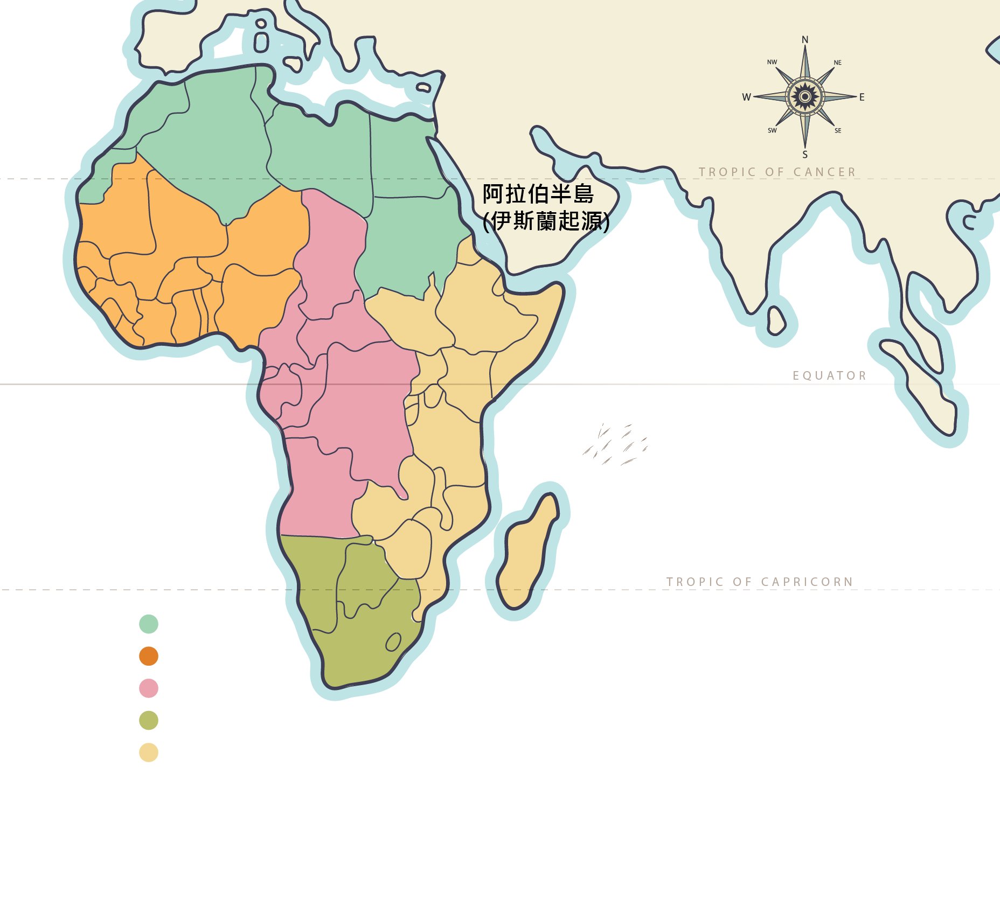 N
NW
NE
W
E
SW
SE
S
TROPIC OF CANCER
阿拉伯半島
(伊斯蘭起源)
EQUATOR
TROPIC OF CAPRICORN